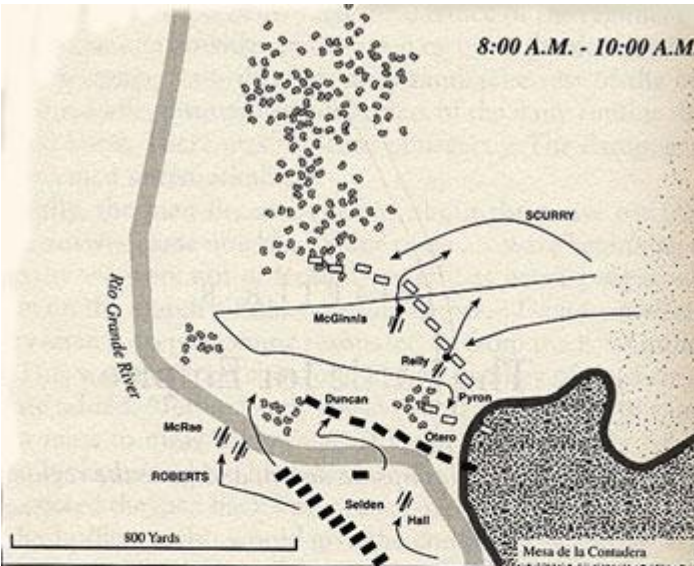 8:00 A.M. - 10:00 A.M
SCURRY
Rio Grande River
McGinnis
Reily
Pyron
Duncan
Otero
McRae
ROBERTS
Selden
Hall
800 Yards
Mesa de la Contadera